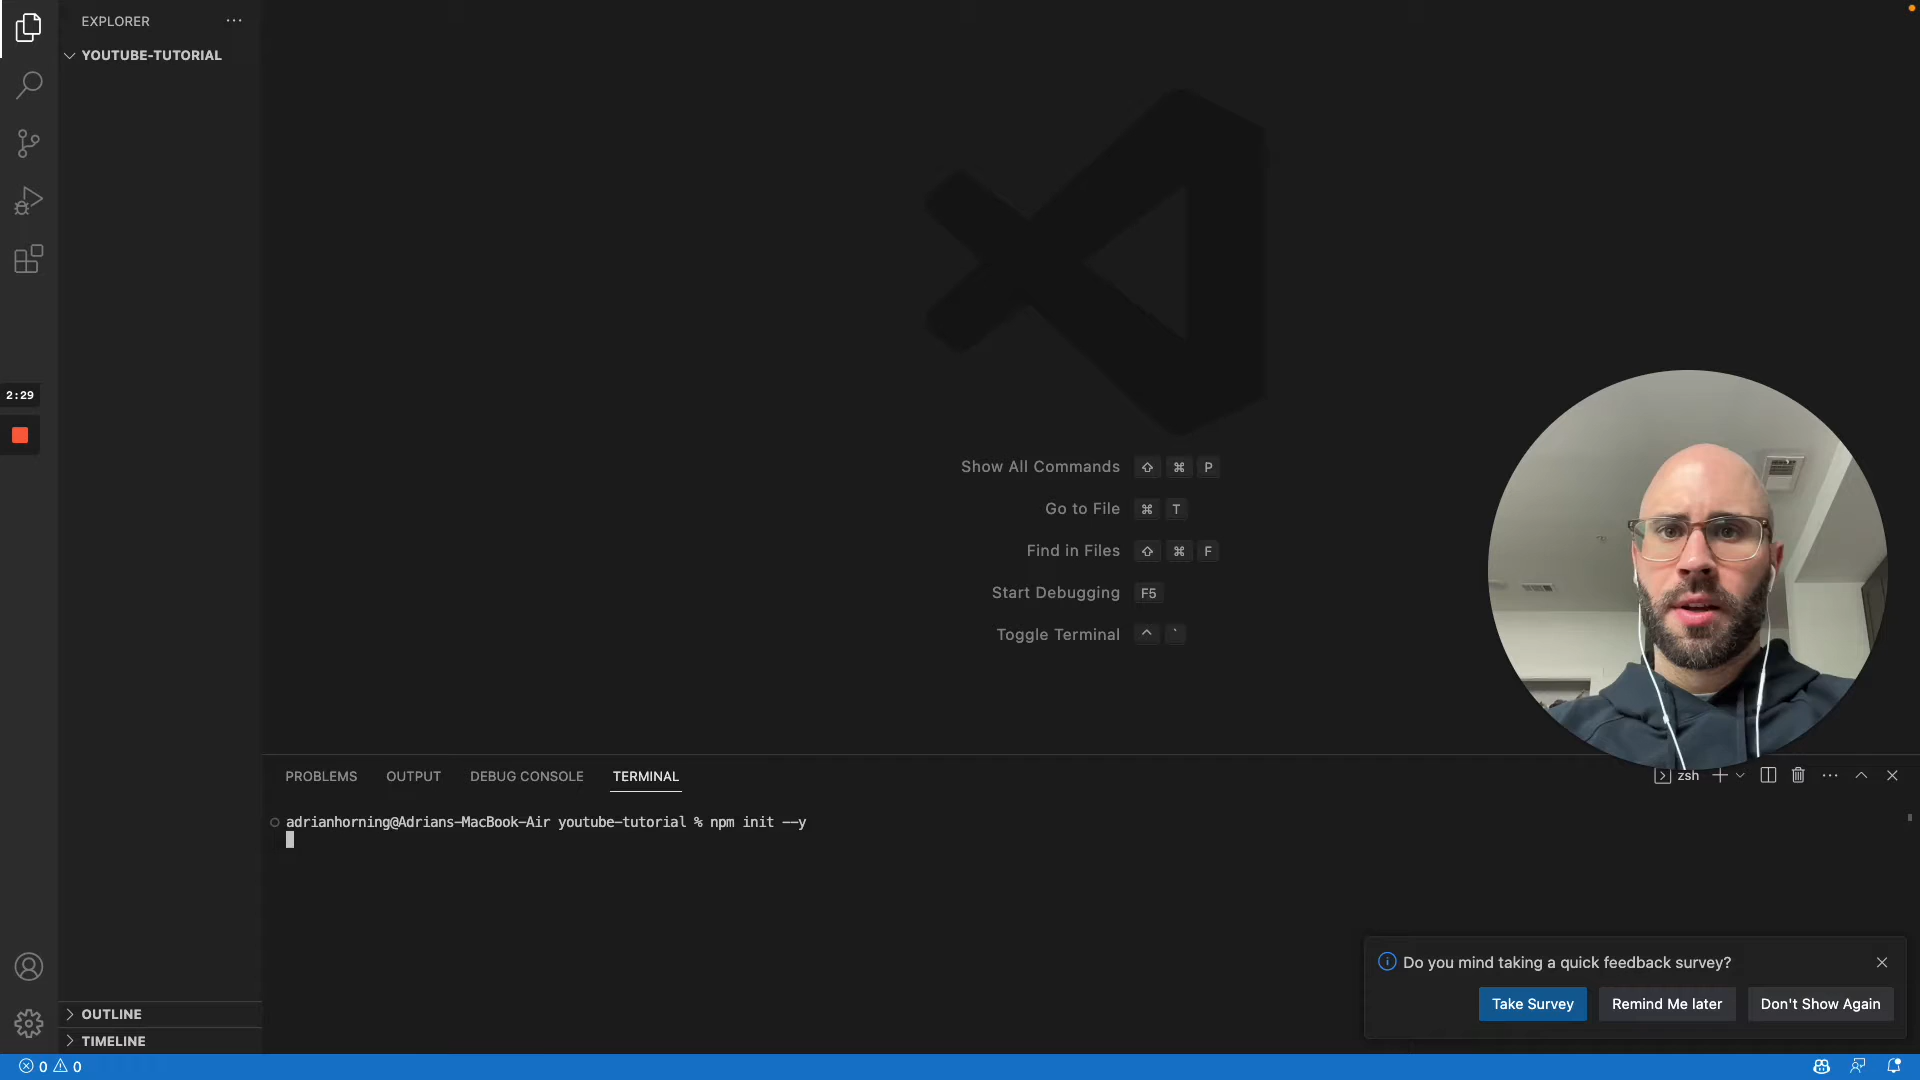 EXPLORER
YOUTUBE-TUTORIAL
2:29
Show All Commands ⇧ ⌘ P
Go to File ⌘ T
Find in Files ⇧ ⌘ F
Start Debugging F5
Toggle Terminal ^ `
PROBLEMS OUTPUT DEBUG CONSOLE TERMINAL
zsh
adrianhorning@Adrians-MacBook-Air youtube-tutorial % npm init --y
Do you mind taking a quick feedback survey?
Take Survey Remind Me later Don't Show Again
OUTLINE
TIMELINE
0 0